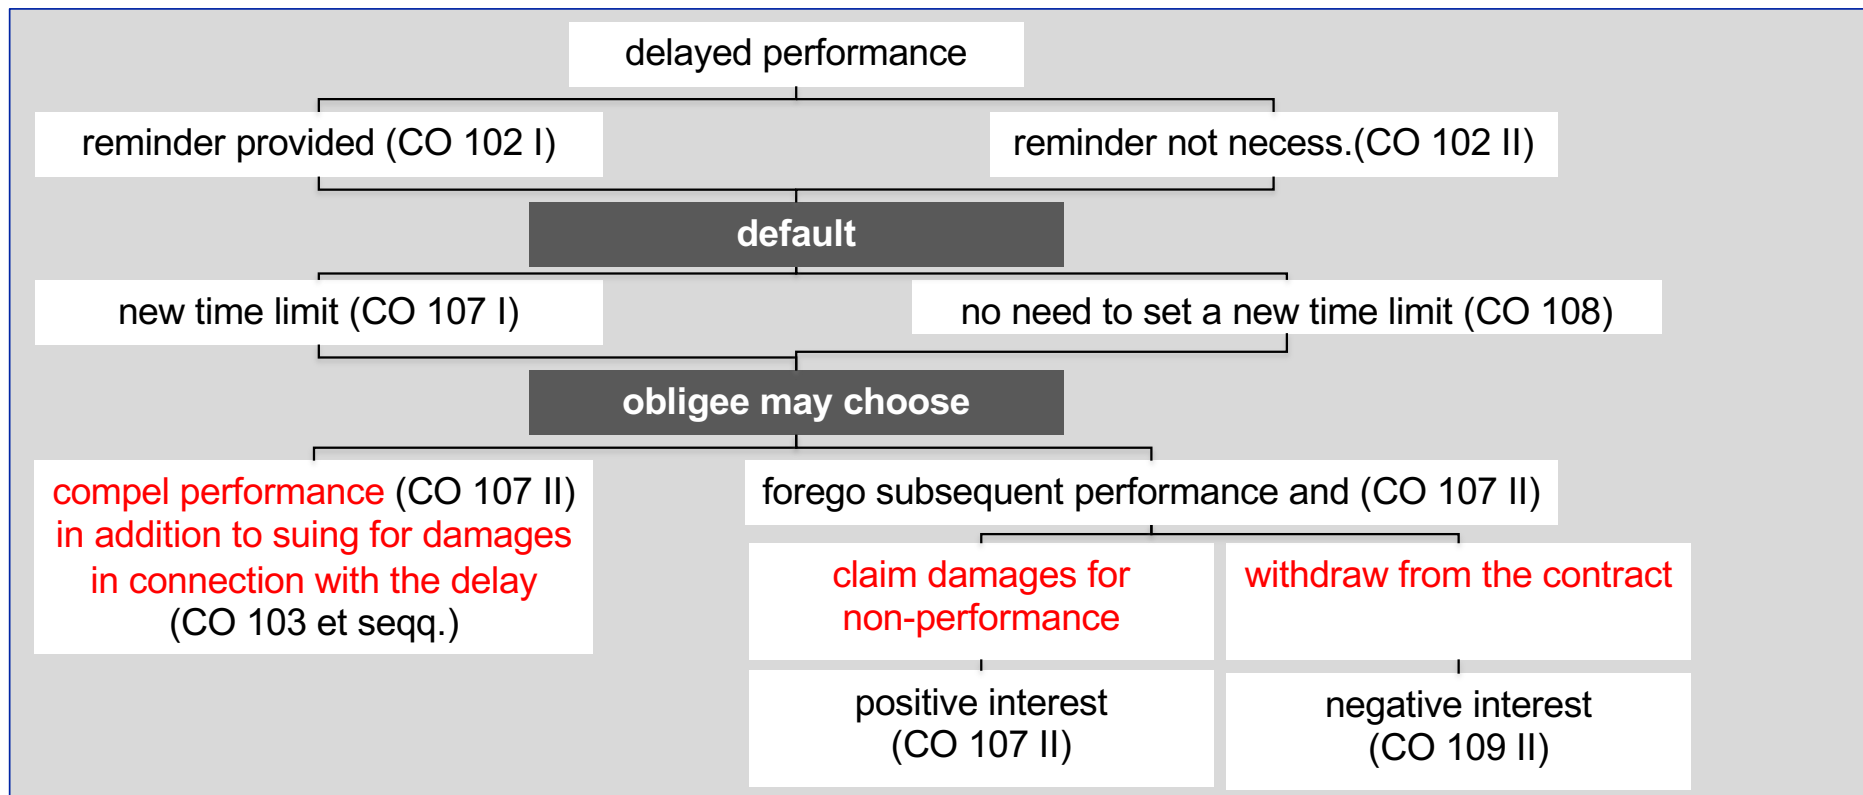 delayed performance
reminder provided (CO 102 I)
reminder not necess.(CO 102 II)
default
new time limit (CO 107 I)
no need to set a new time limit (CO 108)
obligee may choose
compel performance (CO 107 II)
in addition to suing for damages
in connection with the delay
(CO 103 et seqq.)
forego subsequent performance and (CO 107 II)
claim damages for
non-performance
withdraw from the contract
positive interest
(CO 107 II)
negative interest
(CO 109 II)